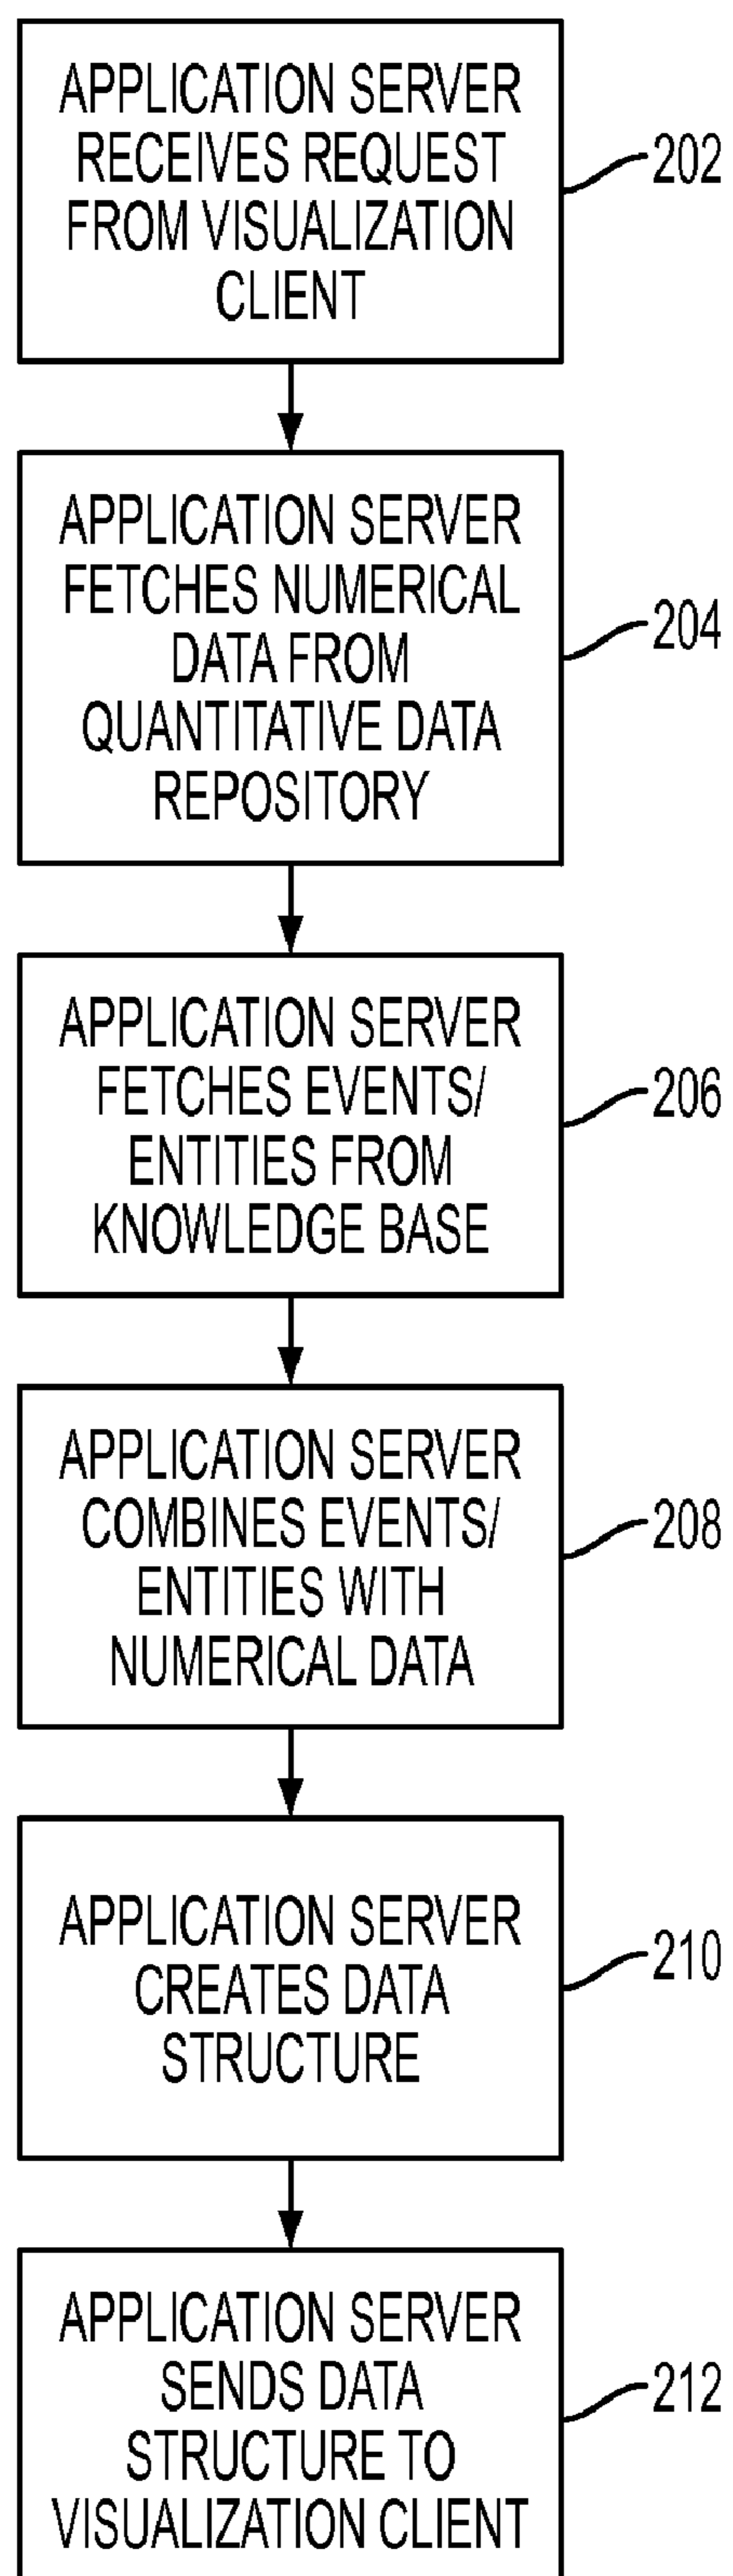 APPLICATION SERVER
RECEIVES REQUEST
FROM VISUALIZATION
CLIENT
202
APPLICATION SERVER
FETCHES NUMERICAL
DATA FROM
QUANTITATIVE DATA
REPOSITORY
204
APPLICATION SERVER
FETCHES EVENTS/
ENTITIES FROM
KNOWLEDGE BASE
206
APPLICATION SERVER
COMBINES EVENTS/
ENTITIES WITH
NUMERICAL DATA
208
APPLICATION SERVER
CREATES DATA
STRUCTURE
210
APPLICATION SERVER
SENDS DATA
STRUCTURE TO
VISUALIZATION CLIENT
212